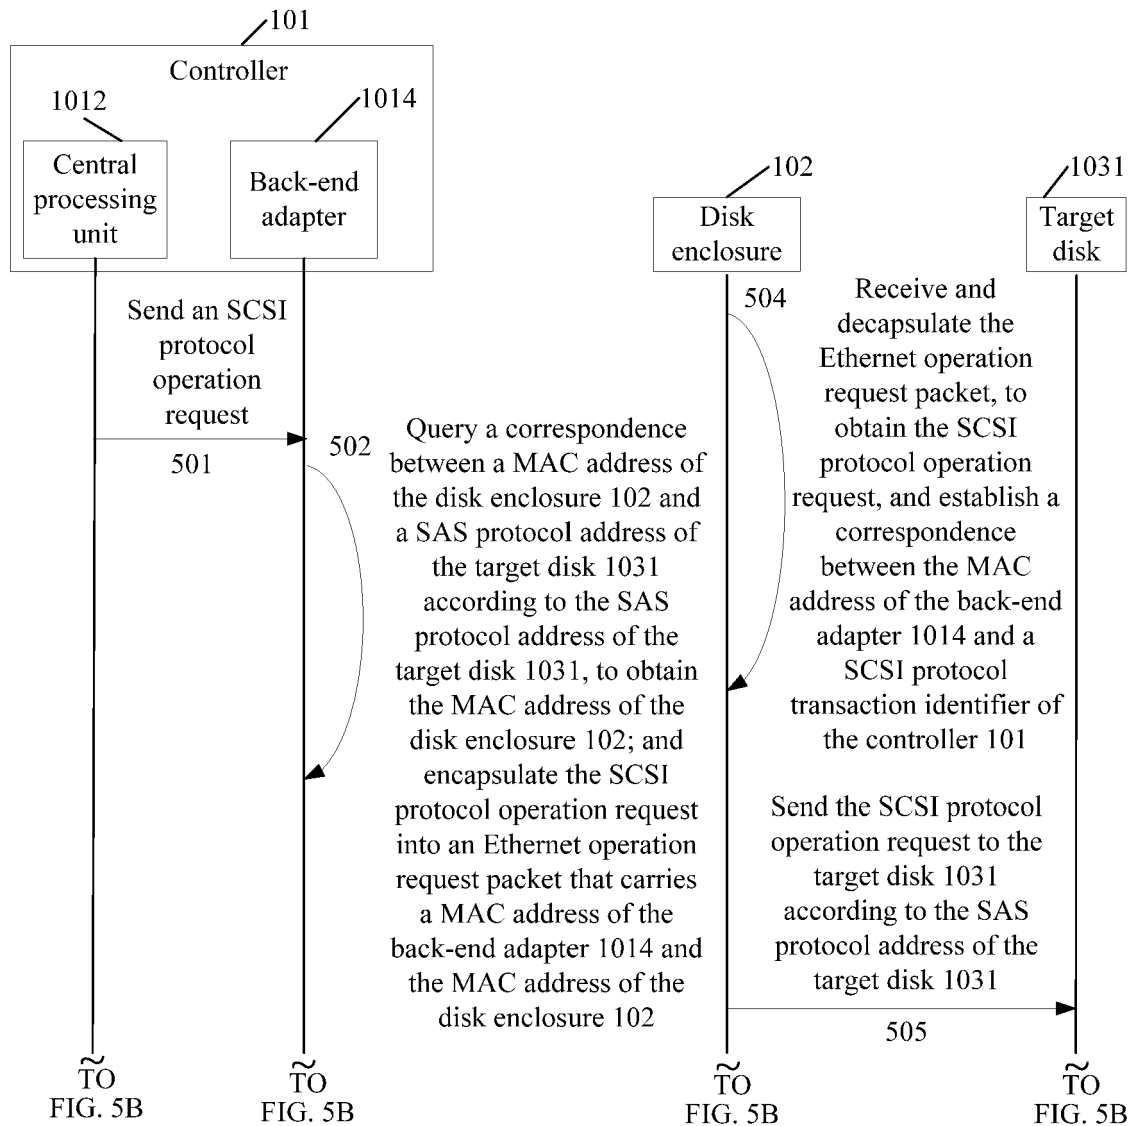 101
Controller
1012
1014
Central
processing
unit
Back-end
adapter
102
Disk
enclosure
1031
Target
disk
Send an SCSI
protocol
operation
request
501
502
Query a correspondence
between a MAC address of
the disk enclosure 102 and
a SAS protocol address of
the target disk 1031
according to the SAS
protocol address of the
target disk 1031, to obtain
the MAC address of the
disk enclosure 102; and
encapsulate the SCSI
protocol operation request
into an Ethernet operation
request packet that carries
a MAC address of the
back-end adapter 1014 and
the MAC address of the
disk enclosure 102
504
Receive and
decapsulate the
Ethernet operation
request packet, to
obtain the SCSI
protocol operation
request, and establish a
correspondence
between the MAC
address of the back-end
adapter 1014 and a
SCSI protocol
transaction identifier of
the controller 101
Send the SCSI protocol
operation request to the
target disk 1031
according to the SAS
protocol address of the
target disk 1031
505
TO
FIG. 5B
TO
FIG. 5B
TO
FIG. 5B
TO
FIG. 5B